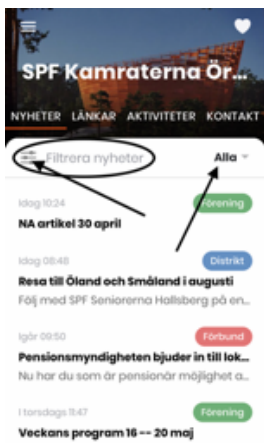 SPF Kamraterna Ör...
NYHETER LÄNKAR AKTIVITETER KONTAKT
Filtrera nyheter Alla
Idag 10:24 Förening
NA artikel 30 april
Idag 08:48 Distrikt
Resa till Öland och Småland i augusti
Följ med SPF Seniorerna Hallsberg på en...
Igår 09:50 Förbund
Pensionsmyndigheten bjuder in till lok...
Nu har du som är pensionär möjlighet a...
I torsdags 11:47 Förening
Veckans program 16 -- 20 maj